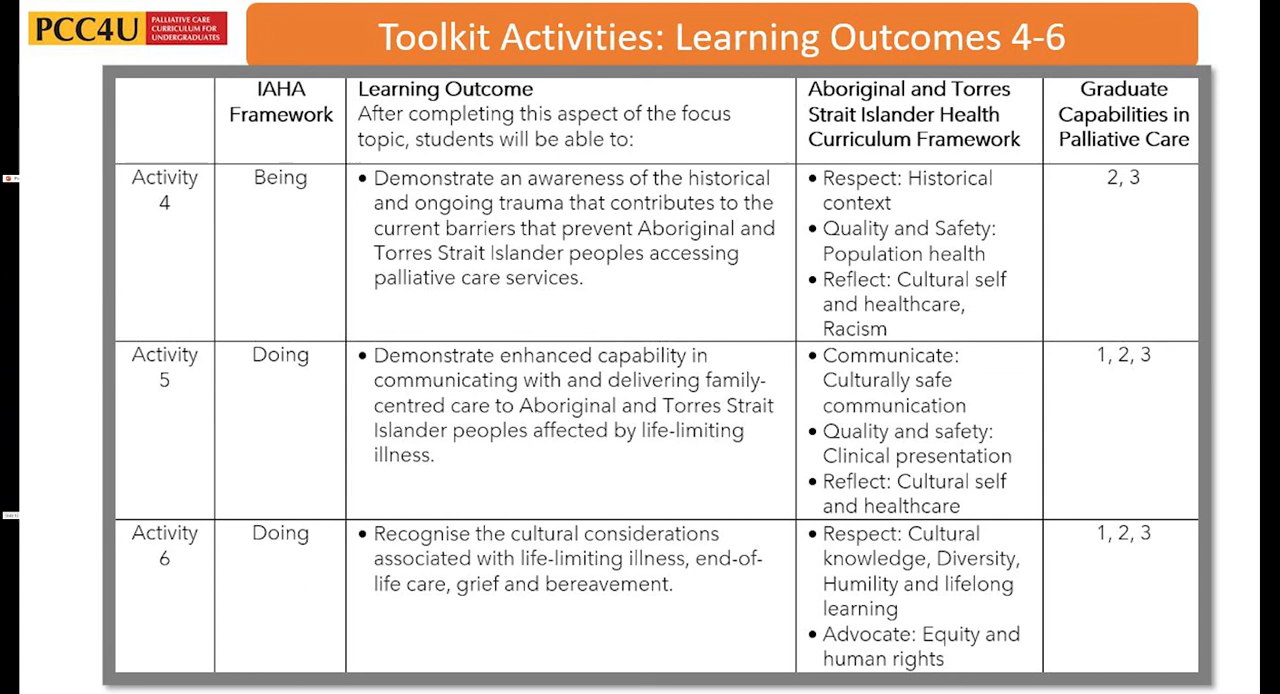 PCC4U
PALLIATIVE CARE
CURRICULUM FOR
UNDERGRADUATES
Toolkit Activities: Learning Outcomes 4-6
IAHA
Framework
Learning Outcome
After completing this aspect of the focus
topic, students will be able to:
Aboriginal and Torres
Strait Islander Health
Curriculum Framework
Graduate
Capabilities in
Palliative Care
Activity
4
Being
• Demonstrate an awareness of the historical
and ongoing trauma that contributes to the
current barriers that prevent Aboriginal and
Torres Strait Islander peoples accessing
palliative care services.
• Respect: Historical
context
• Quality and Safety:
Population health
• Reflect: Cultural self
and healthcare,
Racism
2, 3
Activity
5
Doing
• Demonstrate enhanced capability in
communicating with and delivering family-
centred care to Aboriginal and Torres Strait
Islander peoples affected by life-limiting
illness.
• Communicate:
Culturally safe
communication
• Quality and safety:
Clinical presentation
• Reflect: Cultural self
and healthcare
1, 2, 3
Activity
6
Doing
• Recognise the cultural considerations
associated with life-limiting illness, end-of-
life care, grief and bereavement.
• Respect: Cultural
knowledge, Diversity,
Humility and lifelong
learning
• Advocate: Equity and
human rights
1, 2, 3